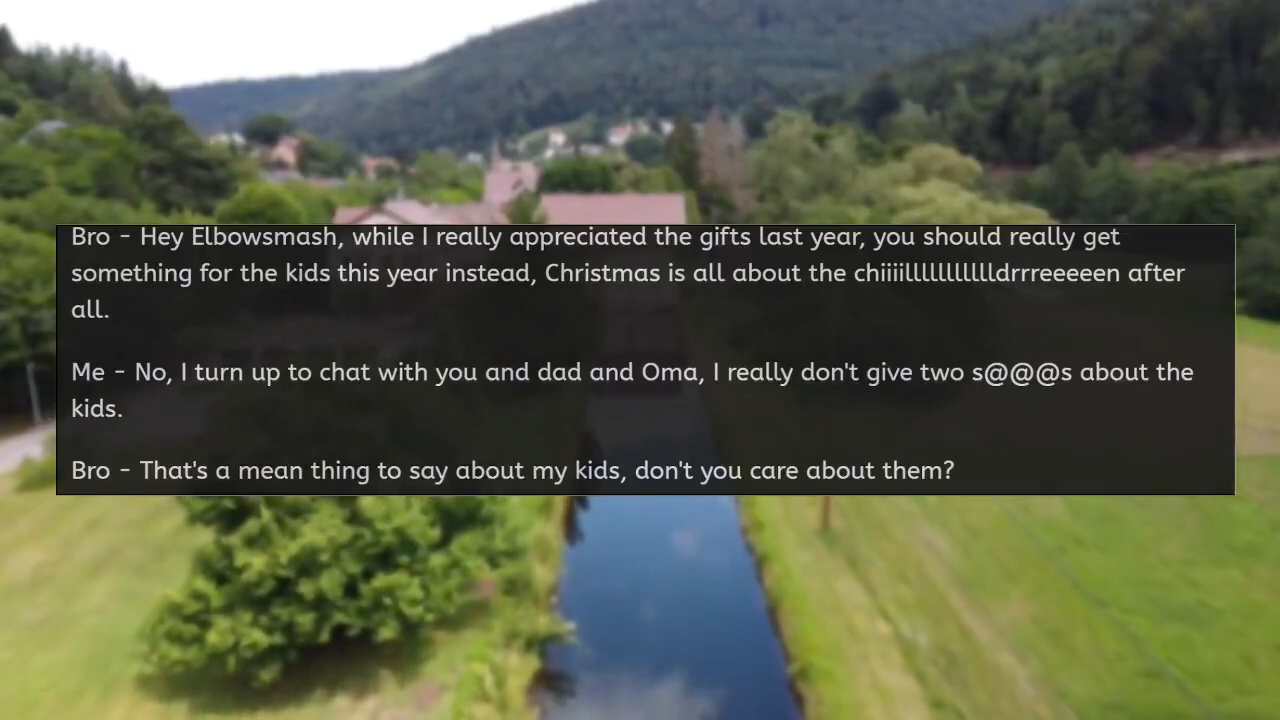 Bro - Hey Elbowsmash, while I really appreciated the gifts last year, you should really get
something for the kids this year instead, Christmas is all about the chiiiillllllllllldrrreeeeen after
all.
Me - No, I turn up to chat with you and dad and Oma, I really don't give two s@@@s about the
kids.
Bro - That's a mean thing to say about my kids, don't you care about them?